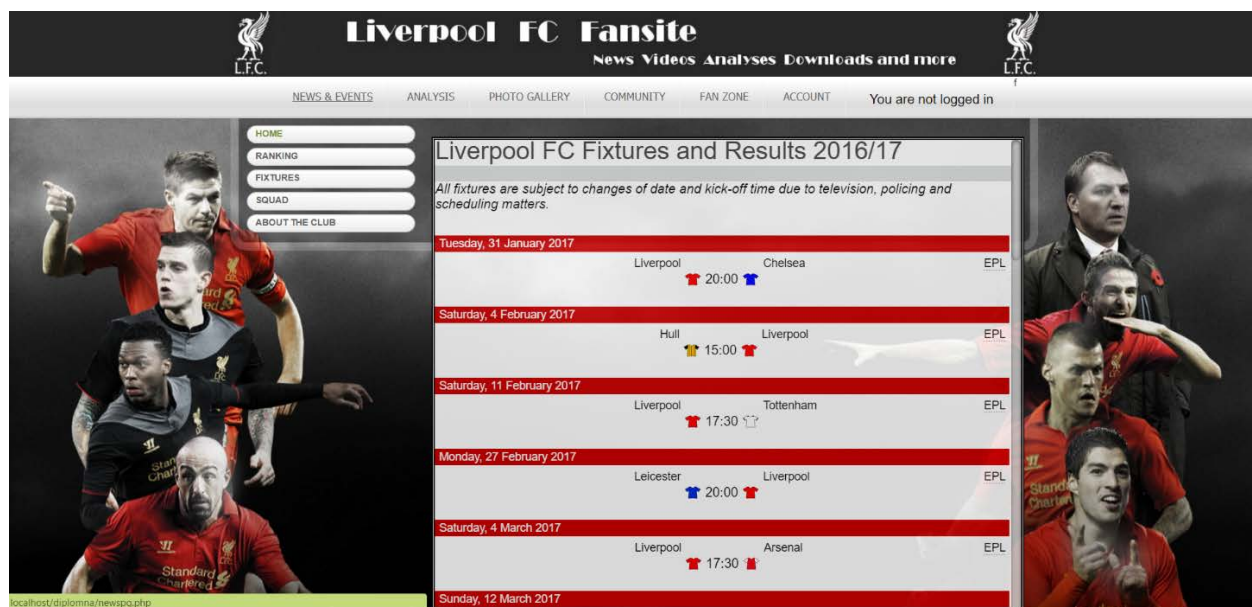 Liverpool FC Fansite
News Videos Analyses Downloads and more
L.F.C.
L.F.C.
f
NEWS & EVENTS ANALYSIS PHOTO GALLERY COMMUNITY FAN ZONE ACCOUNT You are not logged in
HOME
RANKING
FIXTURES
SQUAD
ABOUT THE CLUB
Liverpool FC Fixtures and Results 2016/17
All fixtures are subject to changes of date and kick-off time due to television, policing and
scheduling matters.
Tuesday, 31 January 2017
Liverpool Chelsea EPL
20:00
Saturday, 4 February 2017
Hull Liverpool EPL
15:00
Saturday, 11 February 2017
Liverpool Tottenham EPL
17:30
Monday, 27 February 2017
Leicester Liverpool EPL
20:00
Saturday, 4 March 2017
Liverpool Arsenal EPL
17:30
Sunday, 12 March 2017
Standard
Chartered
localhost/diplomna/newspg.php